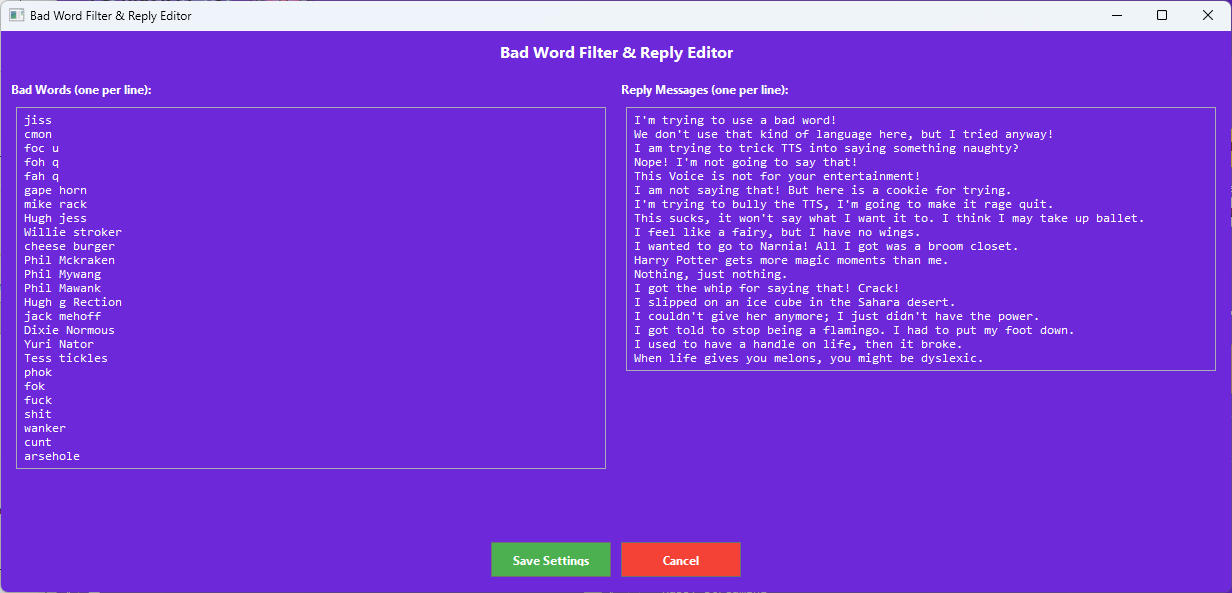 Bad Word Filter & Reply Editor
Bad Word Filter & Reply Editor
Bad Words (one per line):
jiss
cmon
foc u
foh q
fah q
gape horn
mike rack
Hugh jess
Willie stroker
cheese burger
Phil Mckraken
Phil Mywang
Phil Mawank
Hugh g Rection
jack mehoff
Dixie Normous
Yuri Nator
Tess tickles
phok
fok
fuck
shit
wanker
cunt
arsehole
Reply Messages (one per line):
I'm trying to use a bad word!
We don't use that kind of language here, but I tried anyway!
I am trying to trick TTS into saying something naughty?
Nope! I'm not going to say that!
This Voice is not for your entertainment!
I am not saying that! But here is a cookie for trying.
I'm trying to bully the TTS, I'm going to make it rage quit.
This sucks, it won't say what I want it to. I think I may take up ballet.
I feel like a fairy, but I have no wings.
I wanted to go to Narnia! All I got was a broom closet.
Harry Potter gets more magic moments than me.
Nothing, just nothing.
I got the whip for saying that! Crack!
I slipped on an ice cube in the Sahara desert.
I couldn't give her anymore; I just didn't have the power.
I got told to stop being a flamingo. I had to put my foot down.
I used to have a handle on life, then it broke.
When life gives you melons, you might be dyslexic.
Save Settings
Cancel